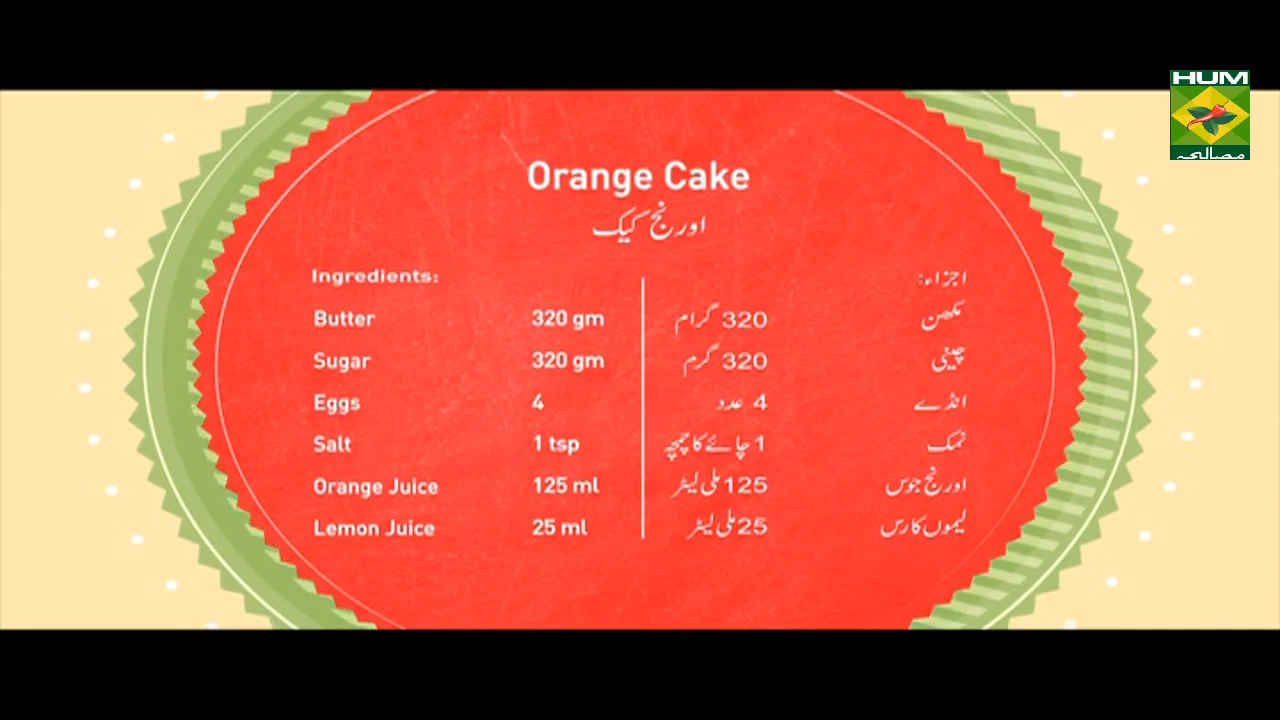 HUM
مصالحہ
Orange Cake
اورنج کیک
Ingredients:
Butter 320 gm
Sugar 320 gm
Eggs 4
Salt 1 tsp
Orange Juice 125 ml
Lemon Juice 25 ml
اجزاء:
مکھن 320 گرام
چینی 320 گرم
انڈے 4 عدد
نمک 1 چائے کا چمچہ
اورنج جوس 125 ملی لیٹر
لیموں کا رس 25 ملی لیٹر